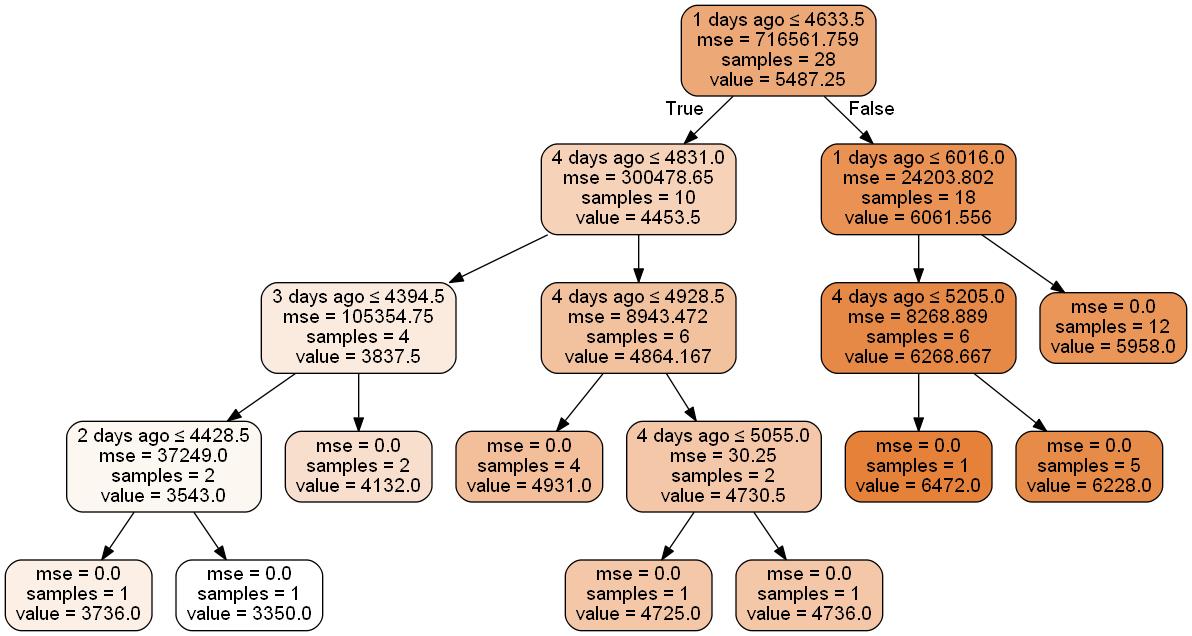 1 days ago ≤ 4633.5
mse = 716561.759
samples = 28
value = 5487.25
True
False
4 days ago ≤ 4831.0
mse = 300478.65
samples = 10
value = 4453.5
1 days ago ≤ 6016.0
mse = 24203.802
samples = 18
value = 6061.556
3 days ago ≤ 4394.5
mse = 105354.75
samples = 4
value = 3837.5
4 days ago ≤ 4928.5
mse = 8943.472
samples = 6
value = 4864.167
4 days ago ≤ 5205.0
mse = 8268.889
samples = 6
value = 6268.667
mse = 0.0
samples = 12
value = 5958.0
2 days ago ≤ 4428.5
mse = 37249.0
samples = 2
value = 3543.0
mse = 0.0
samples = 2
value = 4132.0
mse = 0.0
samples = 4
value = 4931.0
4 days ago ≤ 5055.0
mse = 30.25
samples = 2
value = 4730.5
mse = 0.0
samples = 1
value = 6472.0
mse = 0.0
samples = 5
value = 6228.0
mse = 0.0
samples = 1
value = 3736.0
mse = 0.0
samples = 1
value = 3350.0
mse = 0.0
samples = 1
value = 4725.0
mse = 0.0
samples = 1
value = 4736.0